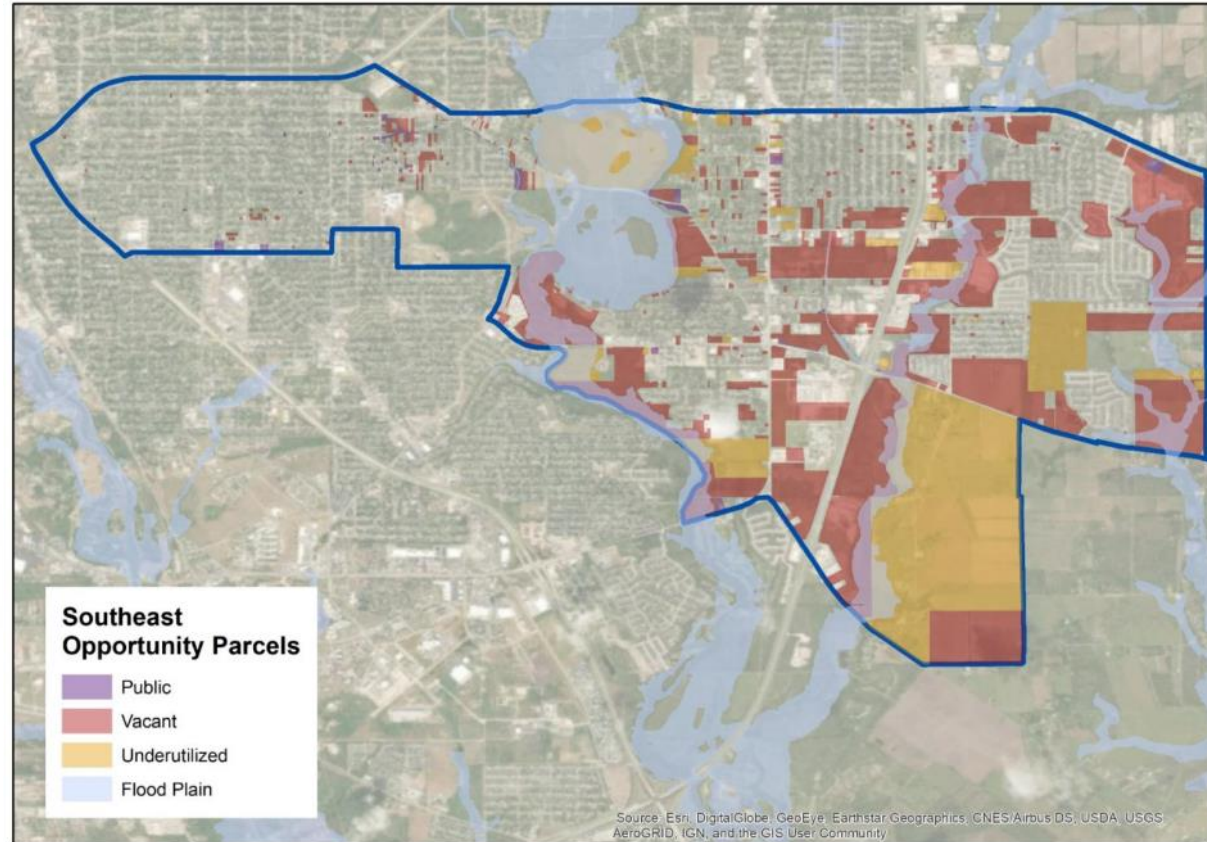 Southeast
Opportunity Parcels
Public
Vacant
Underutilized
Flood Plain
Source: Esri, DigitalGlobe, GeoEye, Earthstar Geographics, CNES/Airbus DS, USDA, USGS,
AeroGRID, IGN, and the GIS User Community